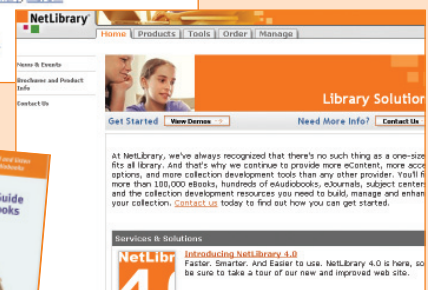 NetLibrary
Home Products Tools Order Manage
News & Events
Brochures and Product
Info
Contact Us
Library Solution
Get Started View Demos → Need More Info? Contact Us
At NetLibrary, we've always recognized that there's no such thing as a one-size
fits all library. And that's why we continue to provide more eContent, more acce
options, and more collection development tools than any other provider. You'll f
more than 100,000 eBooks, hundreds of eAudiobooks, eJournals, subject center
and the collection development resources you need to build, manage and enhan
your collection. Contact us today to find out how you can get started.
Services & Solutions
NetLibr
4.0
Introducing NetLibrary 4.0
Faster. Smarter. And Easier to use. NetLibrary 4.0 is here, so
be sure to take a tour of our new and improved web site.
Guide
ooks